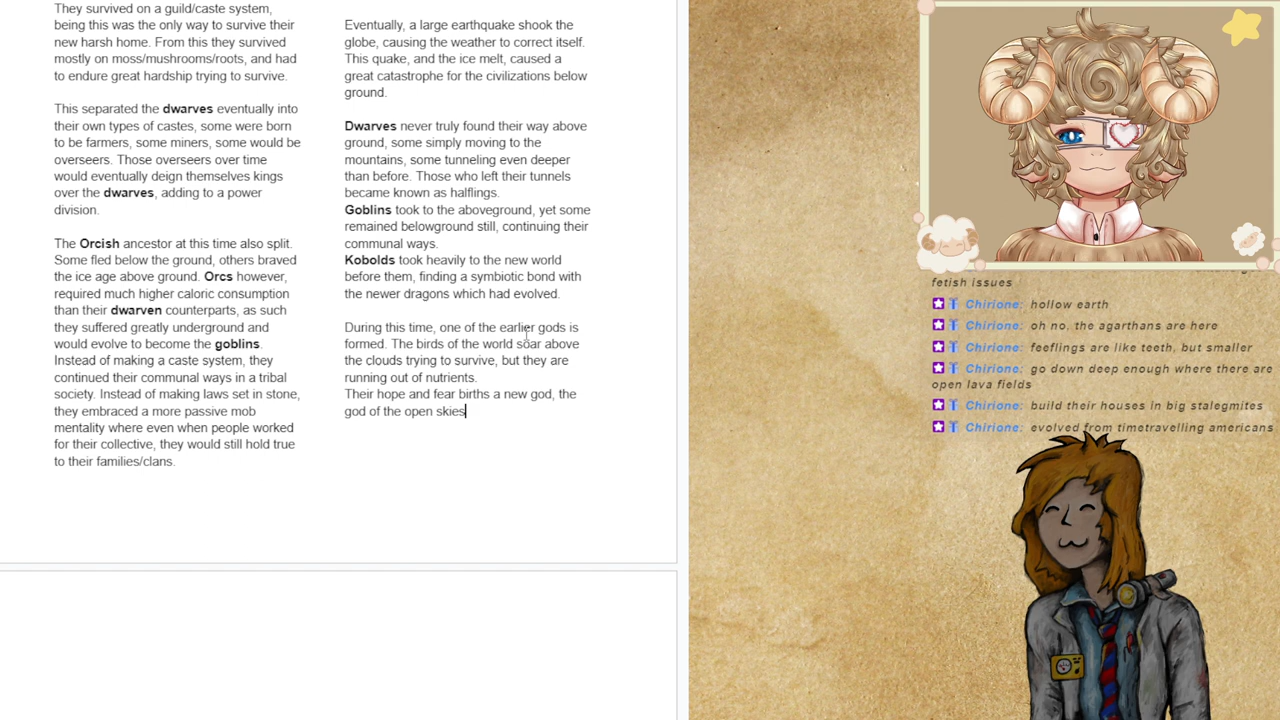 They survived on a guild/caste system,
being this was the only way to survive their
new harsh home. From this they survived
mostly on moss/mushrooms/roots, and had
to endure great hardship trying to survive.
This separated the dwarves eventually into
their own types of castes, some were born
to be farmers, some miners, some would be
overseers. Those overseers over time
would eventually deign themselves kings
over the dwarves, adding to a power
division.
The Orcish ancestor at this time also split.
Some fled below the ground, others braved
the ice age above ground. Orcs however,
required much higher caloric consumption
than their dwarven counterparts, as such
they suffered greatly underground and
would evolve to become the goblins.
Instead of making a caste system, they
continued their communal ways in a tribal
society. Instead of making laws set in stone,
they embraced a more passive mob
mentality where even when people worked
for their collective, they would still hold true
to their families/clans.
Eventually, a large earthquake shook the
globe, causing the weather to correct itself.
This quake, and the ice melt, caused a
great catastrophe for the civilizations below
ground.
Dwarves never truly found their way above
ground, some simply moving to the
mountains, some tunneling even deeper
than before. Those who left their tunnels
became known as halflings.
Goblins took to the aboveground, yet some
remained belowground still, continuing their
communal ways.
Kobolds took heavily to the new world
before them, finding a symbiotic bond with
the newer dragons which had evolved.
During this time, one of the earlier gods is
formed. The birds of the world soar above
the clouds trying to survive, but they are
running out of nutrients.
Their hope and fear births a new god, the
god of the open skies
fetish issues
Chirione: hollow earth
Chirione: oh no, the agarthans are here
Chirione: feeflings are like teeth, but smaller
Chirione: go down deep enough where there are
open lava fields
Chirione: build their houses in big stalegmites
Chirione: evolved from timetravelling americans